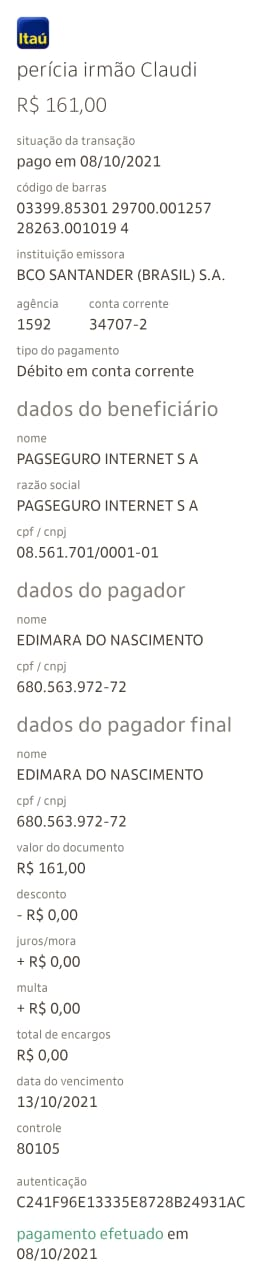 Itaú
perícia irmão Claudi
R$ 161,00
situação da transação
pago em 08/10/2021
código de barras
03399.85301 29700.001257
28263.001019 4
instituição emissora
BCO SANTANDER (BRASIL) S.A.
agência conta corrente
1592 34707-2
tipo do pagamento
Débito em conta corrente
dados do beneficiário
nome
PAGSEGURO INTERNET S A
razão social
PAGSEGURO INTERNET S A
cpf / cnpj
08.561.701/0001-01
dados do pagador
nome
EDIMARA DO NASCIMENTO
cpf / cnpj
680.563.972-72
dados do pagador final
nome
EDIMARA DO NASCIMENTO
cpf / cnpj
680.563.972-72
valor do documento
R$ 161,00
desconto
- R$ 0,00
juros/mora
+ R$ 0,00
multa
+ R$ 0,00
total de encargos
R$ 0,00
data do vencimento
13/10/2021
controle
80105
autenticação
C241F96E13335E8728B24931AC
pagamento efetuado em
08/10/2021